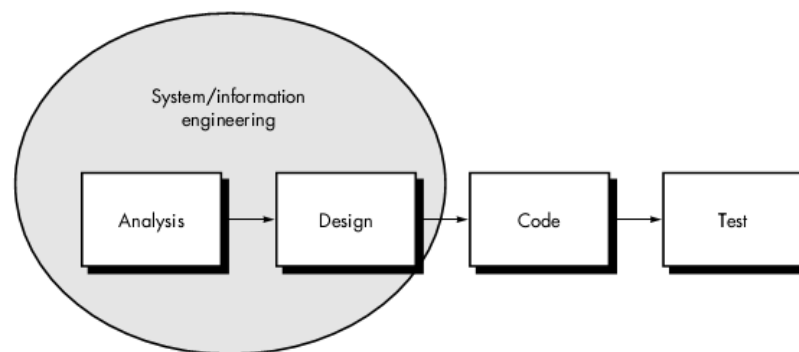 System/information
engineering
Analysis
Design
Code
Test